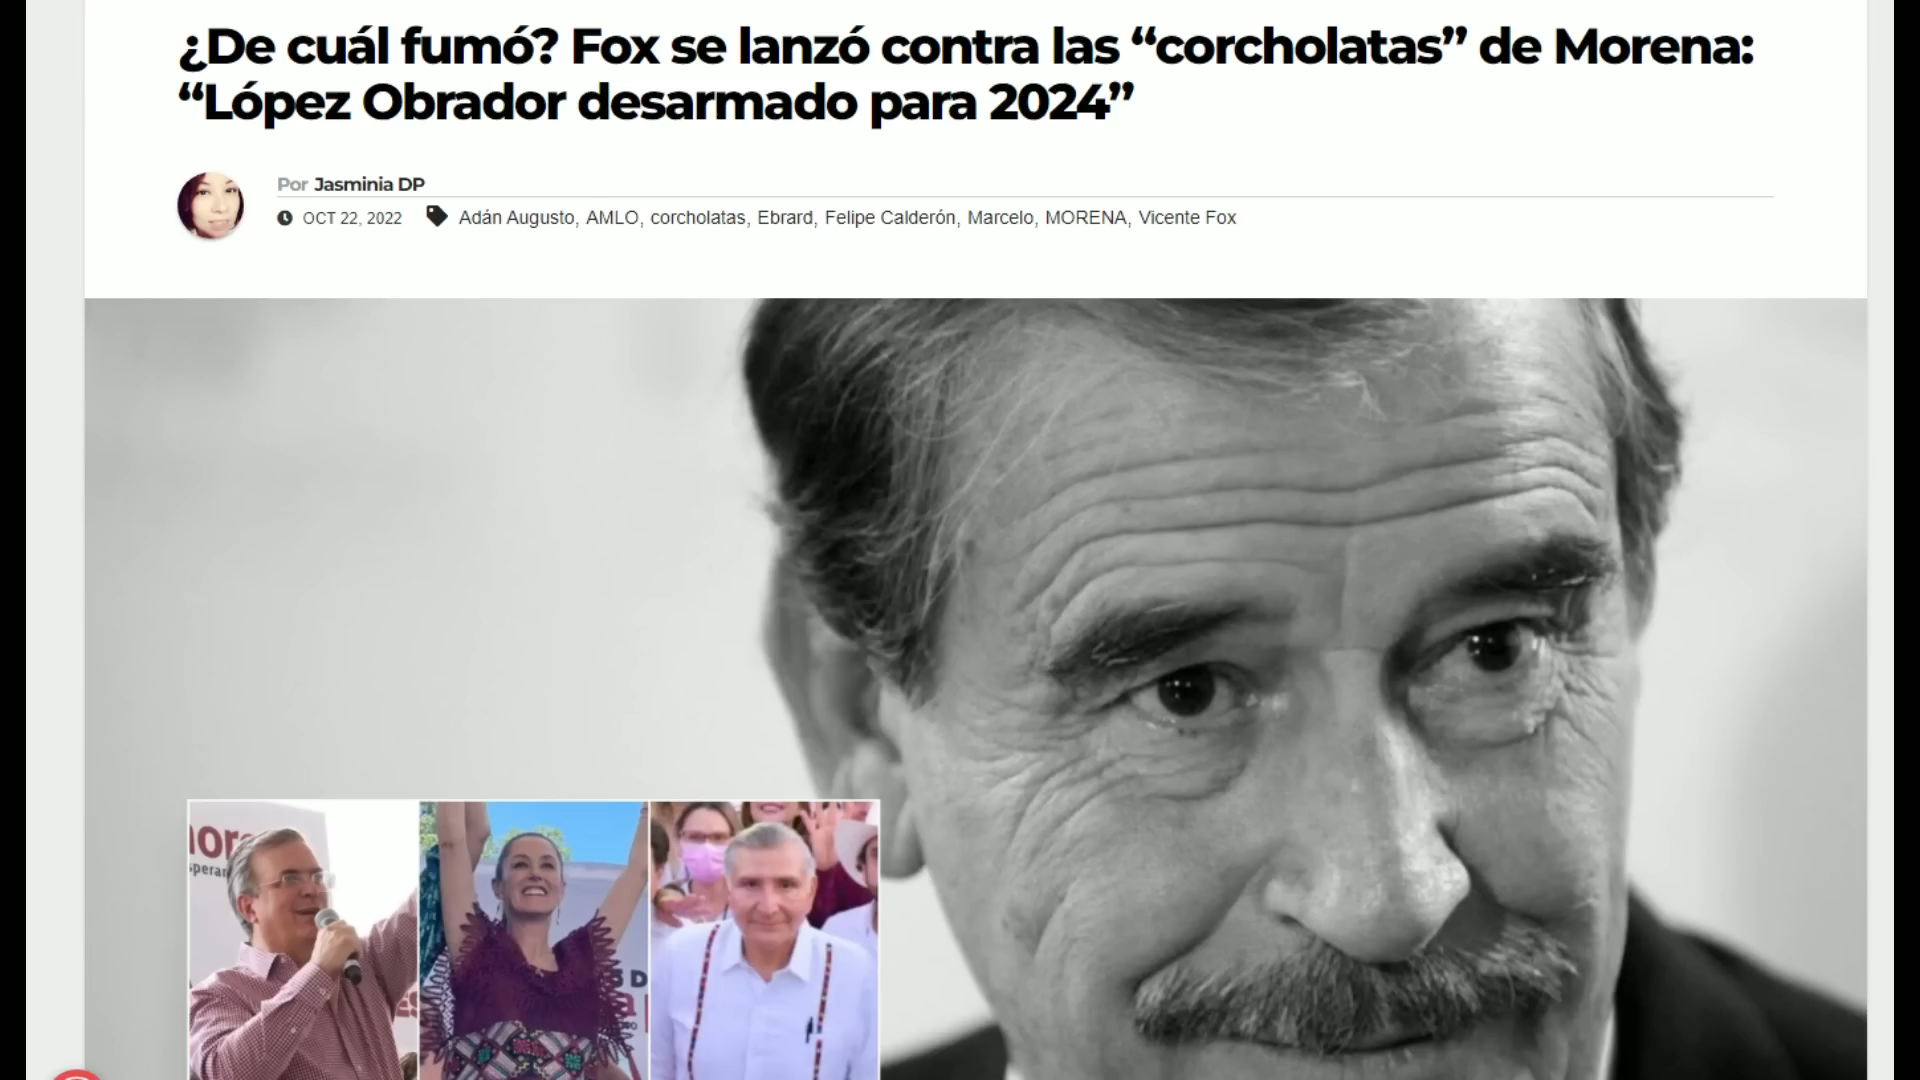 ¿De cuál fumó? Fox se lanzó contra las “corcholatas” de Morena:
“López Obrador desarmado para 2024”
Por Jasminia DP
OCT 22, 2022 Adán Augusto, AMLO, corcholatas, Ebrard, Felipe Calderón, Marcelo, MORENA, Vicente Fox